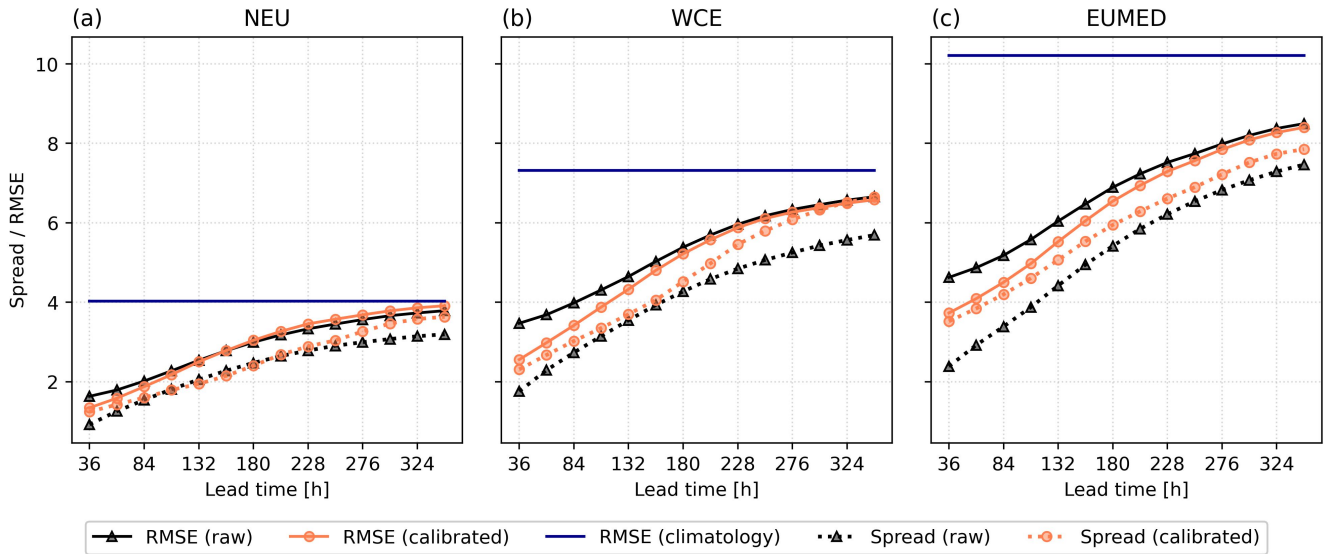 (a) NEU
(b) WCE
(c) EUMED
Spread / RMSE
10
8
6
4
2
36 84 132 180 228 276 324
36 84 132 180 228 276 324
36 84 132 180 228 276 324
Lead time [h]
Lead time [h]
Lead time [h]
RMSE (raw) RMSE (calibrated) RMSE (climatology) Spread (raw) Spread (calibrated)